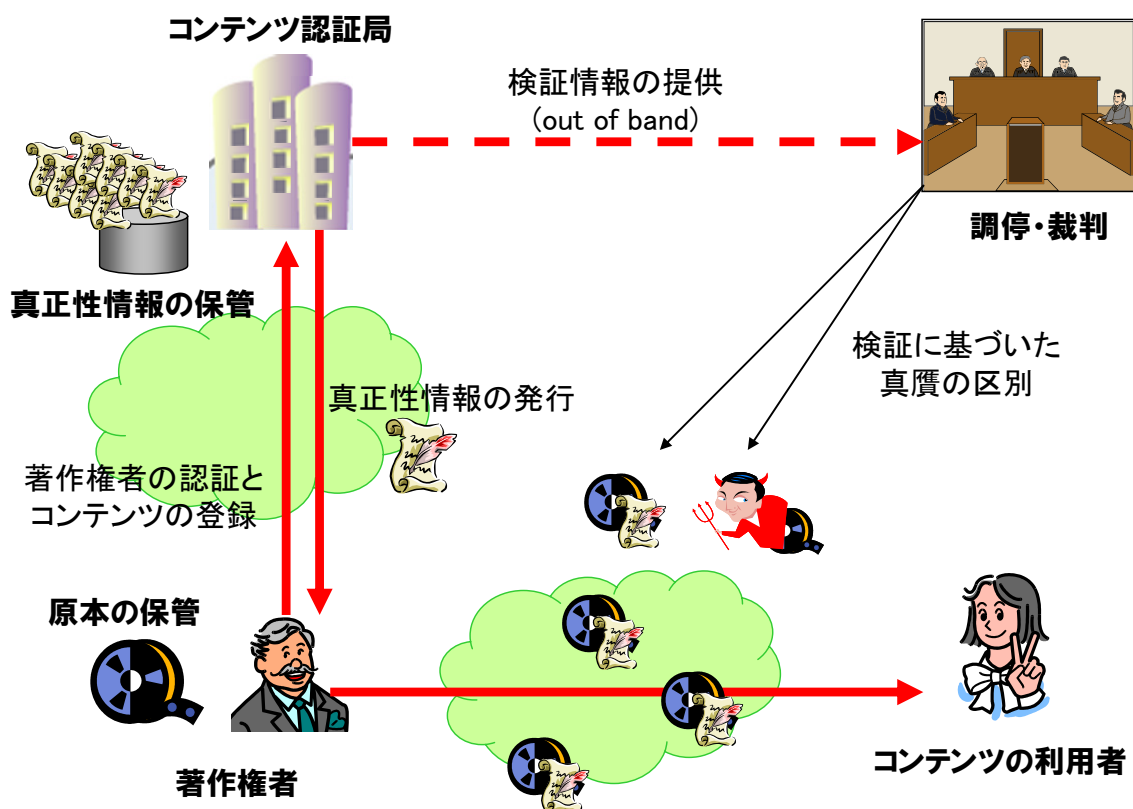 コンテンツ認証局
検証情報の提供
(out of band)
調停・裁判
真正性情報の保管
検証に基づいた
真贋の区別
真正性情報の発行
著作権者の認証と
コンテンツの登録
原本の保管
著作権者
コンテンツの利用者